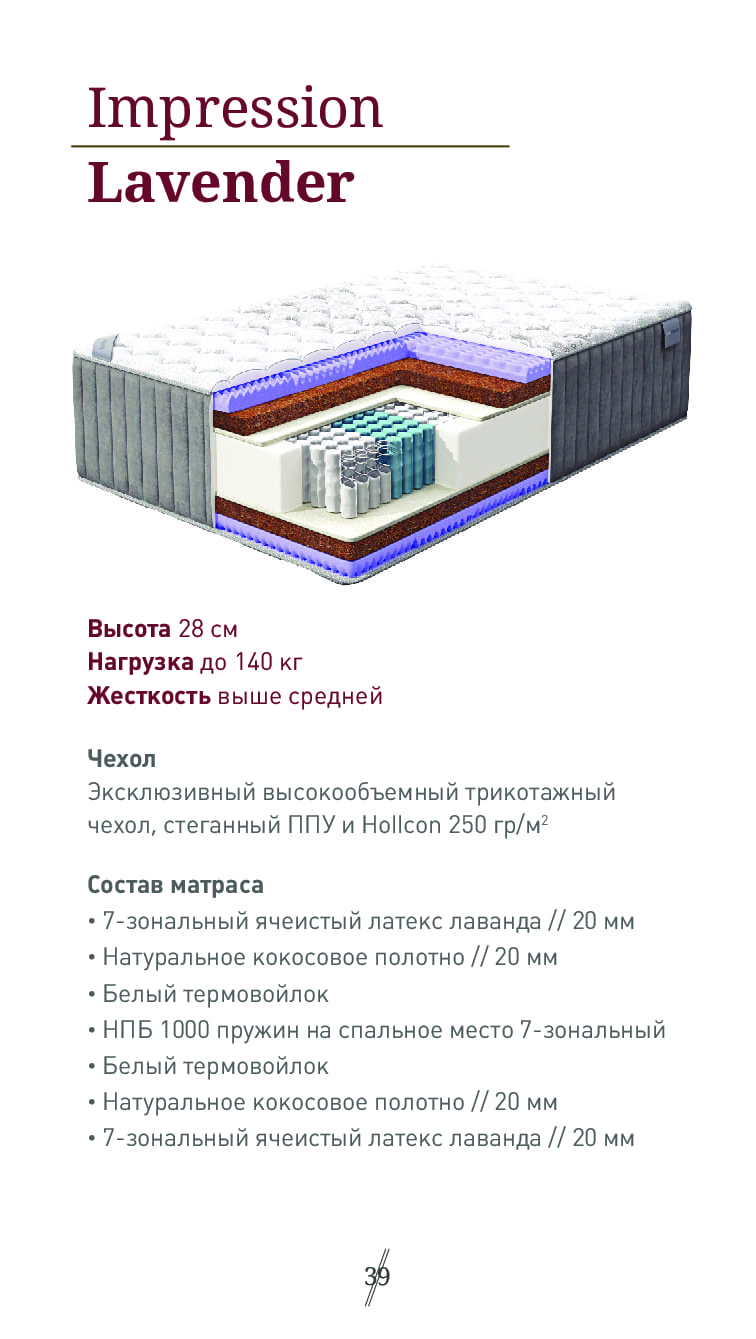 Impression
Lavender
Высота 28 см
Нагрузка до 140 кг
Жесткость выше средней
Чехол
Эксклюзивный высокообъемный трикотажный
чехол, стеганный ППУ и Hollcon 250 гр/м²
Состав матраса
• 7-зональный ячеистый латекс лаванда // 20 мм
• Натуральное кокосовое полотно // 20 мм
• Белый термовойлок
• НПБ 1000 пружин на спальное место 7-зональный
• Белый термовойлок
• Натуральное кокосовое полотно // 20 мм
• 7-зональный ячеистый латекс лаванда // 20 мм
39